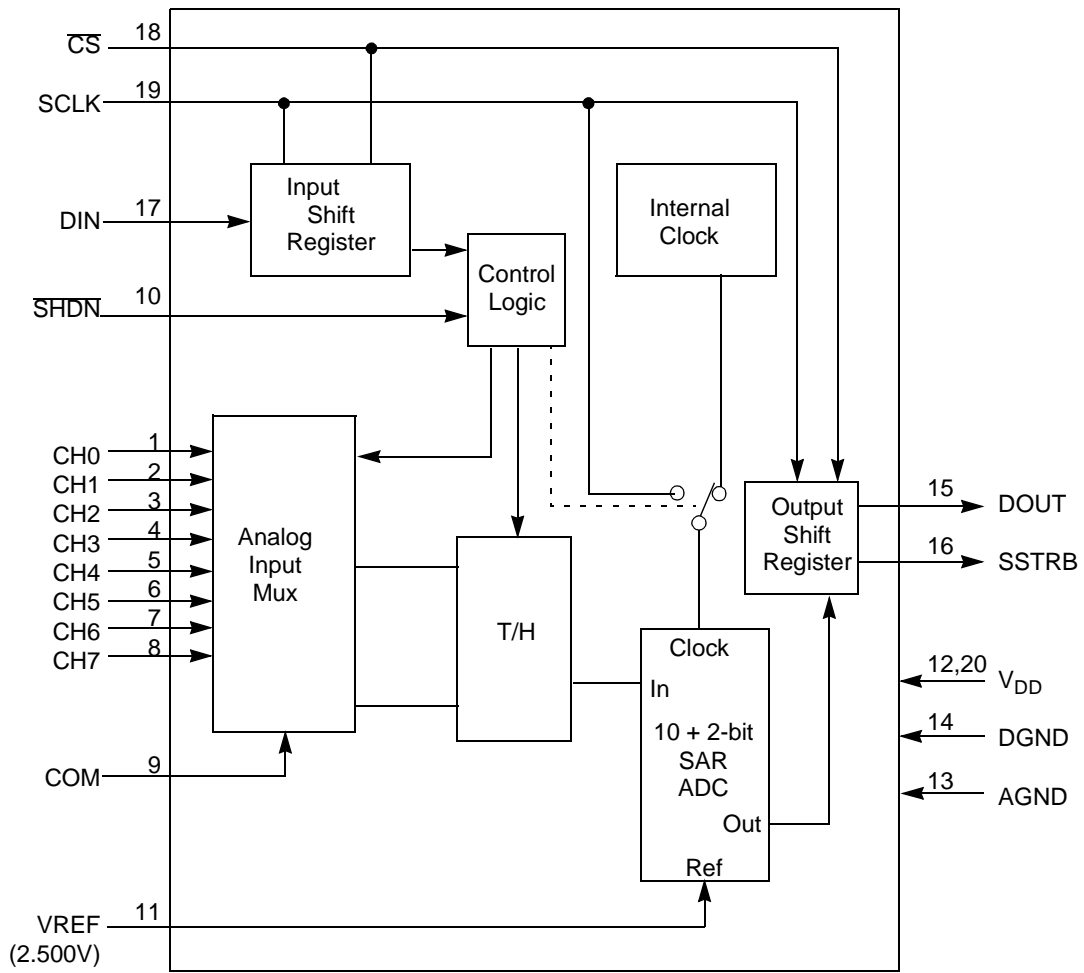 CS 18
SCLK 19
DIN 17
Input
Shift
Register
Internal
Clock
Control
Logic
SHDN 10
CH0 1
CH1 2
CH2 3
CH3 4
CH4 5
CH5 6
CH6 7
CH7 8
Analog
Input
Mux
T/H
Output
Shift
Register
15 DOUT
16 SSTRB
Clock
In
10 + 2-bit
SAR
ADC
Out
Ref
12,20 VDD
14 DGND
13 AGND
COM 9
VREF 11
(2.500V)